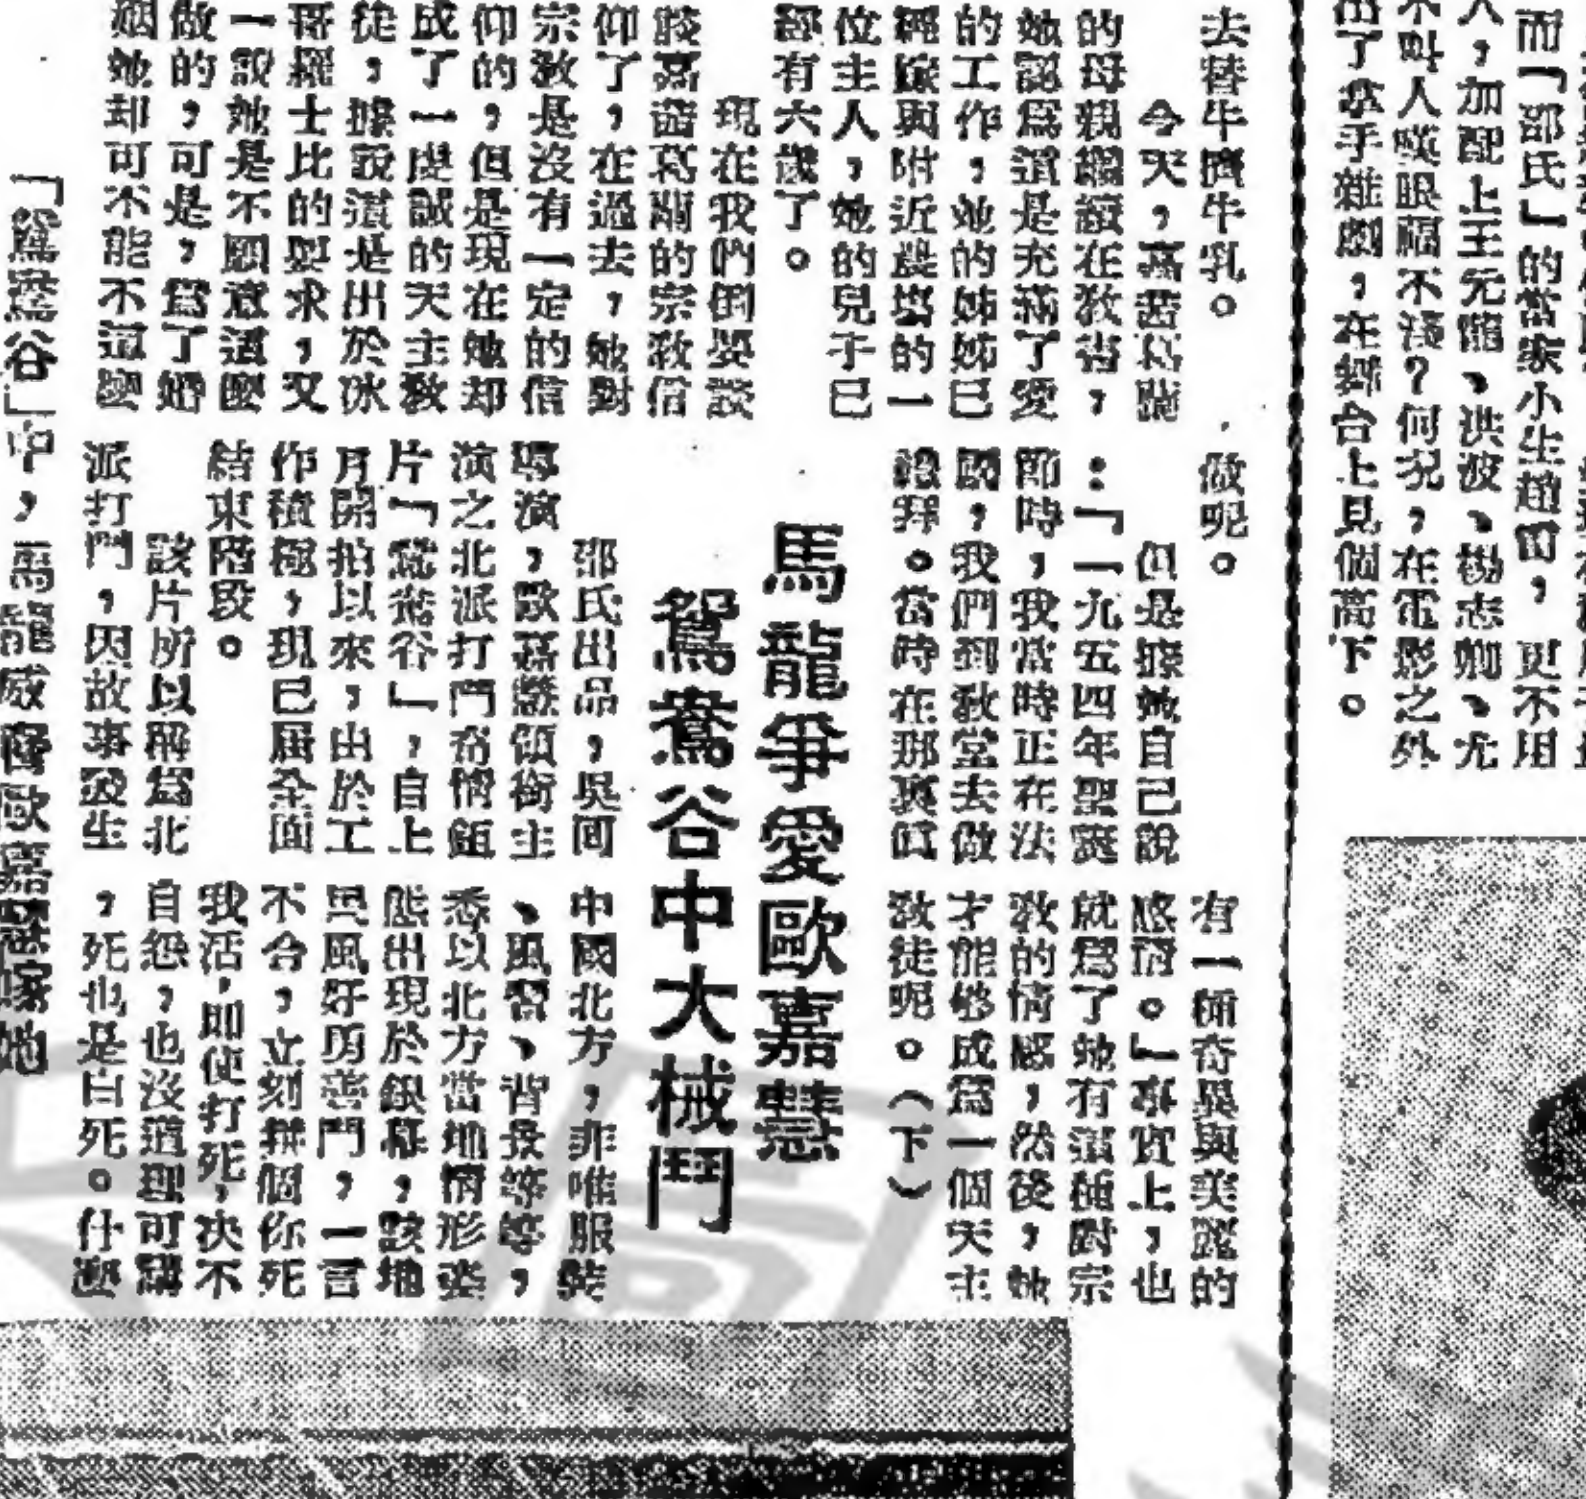 而「邵氏」的當家小生趙雷，更不用
人，加配上王元龍、洪波、楊志卿、尤
不叫人嘆眼福不淺？何況，在電影之外
出了拿手雜劇，在舞台上見個高下。
去替牛擠牛乳。
今天，嘉茜葛蘭
的母親繼續在教書，
她認爲這是充滿了愛
的工作，她的姊姊已
經嫁與附近農場的一
位主人，她的兒子已
經有六歲了。
現在我們倒要談
談嘉茜葛蘭的宗教信
仰了，在過去，她對
宗教是沒有一定的信
仰的，但是現在她却
成了一虔誠的天主教
徒，據說這是出於冰
哥羅士比的要求，又
一說她是不願意這麼
做的，可是，爲了婚
姻她却可不能不這麼
做呢。
但是據她自己說
：「一九五四年聖誕
節時，我當時正在法
國，我們到教堂去做
禮拜。當時在那裏眞
有一種奇異與美麗的
感觸。」事實上，也
就爲了她有這種對宗
教的情感，然後，她
才能够成爲一個天主
教徒呢。（下）
馬龍爭愛歐嘉慧
鴛鴦谷中大械鬥
邵氏出品，吳回
導演，歐嘉慧領銜主
演之北派打鬥奇情鉅
片「鴛鴦谷」，自上
月開拍以來，出於工
作積極，現已届全面
結束階段。
該片所以稱爲北
派打鬥，因故事發生
中國北方，非唯服裝
、風習、背景等等，
悉以北方當地情形姿
態出現於銀幕，該地
民風好勇善鬥，一言
不合，立刻拼個你死
我活，即使打死，决不
自怨，也沒道理可講
，死也是白死。什麽
「鴛鴦谷」中，馬龍威脅歐嘉慧嫁她